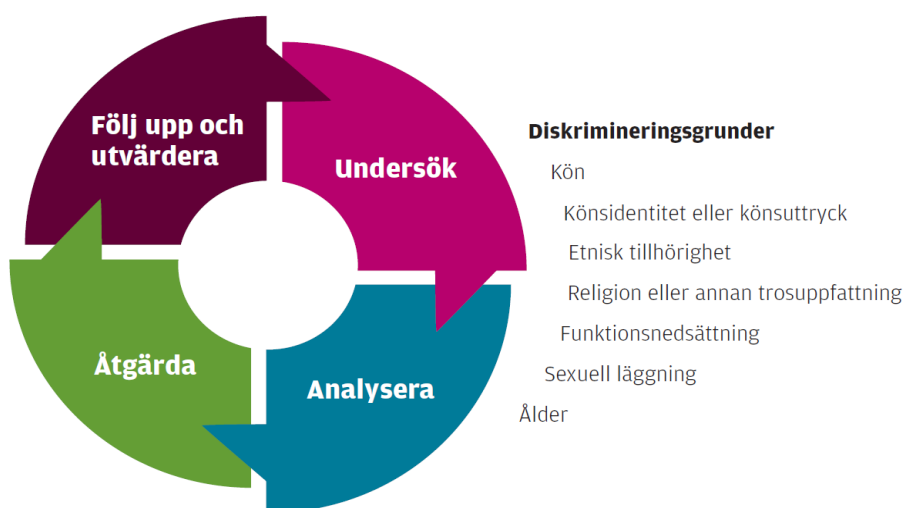 Följ upp och
utvärdera
Undersök
Analysera
Åtgärda
Diskrimineringsgrunder
Kön
Könsidentitet eller könsuttryck
Etnisk tillhörighet
Religion eller annan trosuppfattning
Funktionsnedsättning
Sexuell läggning
Ålder